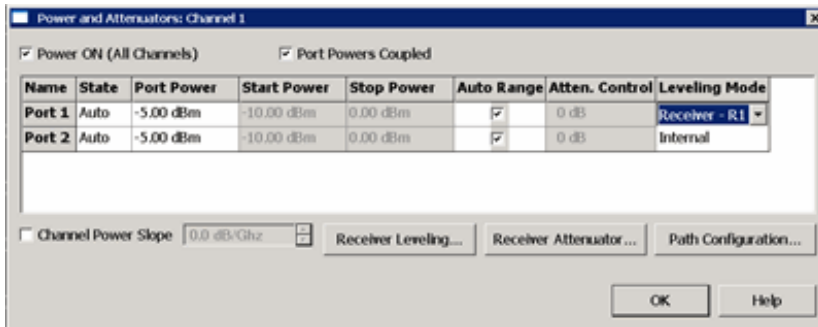 Power and Attenuators: Channel 1
Power ON (All Channels) Port Powers Coupled
Name State Port Power Start Power Stop Power Auto Range Atten. Control Leveling Mode
Port 1 Auto -5.00 dBm -10.00 dBm 0.00 dBm 0 dB Receiver - R1
Port 2 Auto -5.00 dBm -10.00 dBm 0.00 dBm 0 dB Internal
Channel Power Slope 0.0 dB/Ghz Receiver Leveling... Receiver Attenuator... Path Configuration...
OK Help